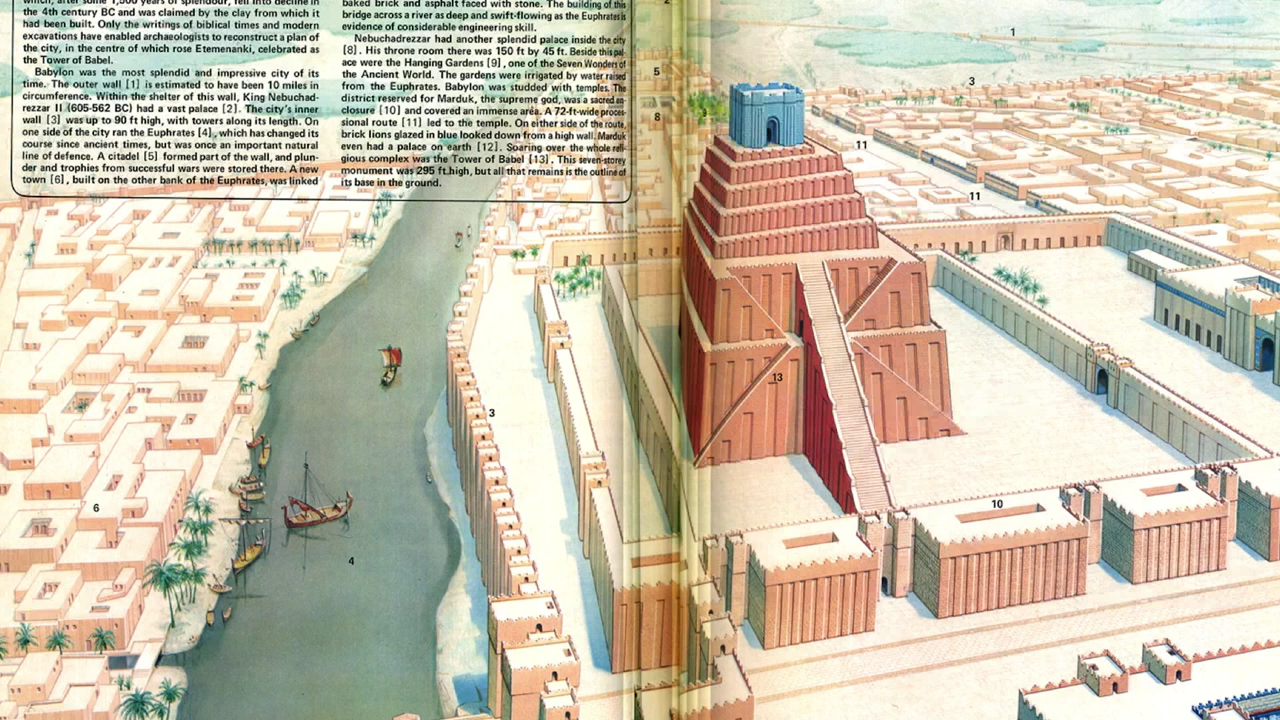 which, after some 1,500 years of splendour, fell into decline in
the 4th century BC and was claimed by the clay from which it
had been built. Only the writings of biblical times and modern
excavations have enabled archaeologists to reconstruct a plan of
the city, in the centre of which rose Etemenanki, celebrated as
the Tower of Babel.
Babylon was the most splendid and impressive city of its
time. The outer wall [1] is estimated to have been 10 miles in
circumference. Within the shelter of this wall, King Nebuchad-
rezzar II (605-562 BC) had a vast palace [2]. The city's inner
wall [3] was up to 90 ft high, with towers along its length. On
one side of the city ran the Euphrates [4], which has changed its
course since ancient times, but was once an important natural
line of defence. A citadel [5] formed part of the wall, and plun-
der and trophies from successful wars were stored there. A new
town [6], built on the other bank of the Euphrates, was linked
baked brick and asphalt faced with stone. The building of this
bridge across a river as deep and swift-flowing as the Euphrates is
evidence of considerable engineering skill.
Nebuchadrezzar had another splendid palace inside the city
[8]. His throne room there was 150 ft by 45 ft. Beside this pal-
ace were the Hanging Gardens [9], one of the Seven Wonders of
the Ancient World. The gardens were irrigated by water raised
from the Euphrates. Babylon was studded with temples. The
district reserved for Marduk, the supreme god, was a sacred en-
closure [10] and covered an immense area. A 72-ft-wide proces-
sional route [11] led to the temple. On either side of the route,
brick lions glazed in blue looked down from a high wall. Marduk
even had a palace on earth [12]. Soaring over the whole reli-
gious complex was the Tower of Babel [13]. This seven-storey
monument was 295 ft high, but all that remains is the outline of
its base in the ground.
2
1
5
3
8
11
11
13
3
6
10
4